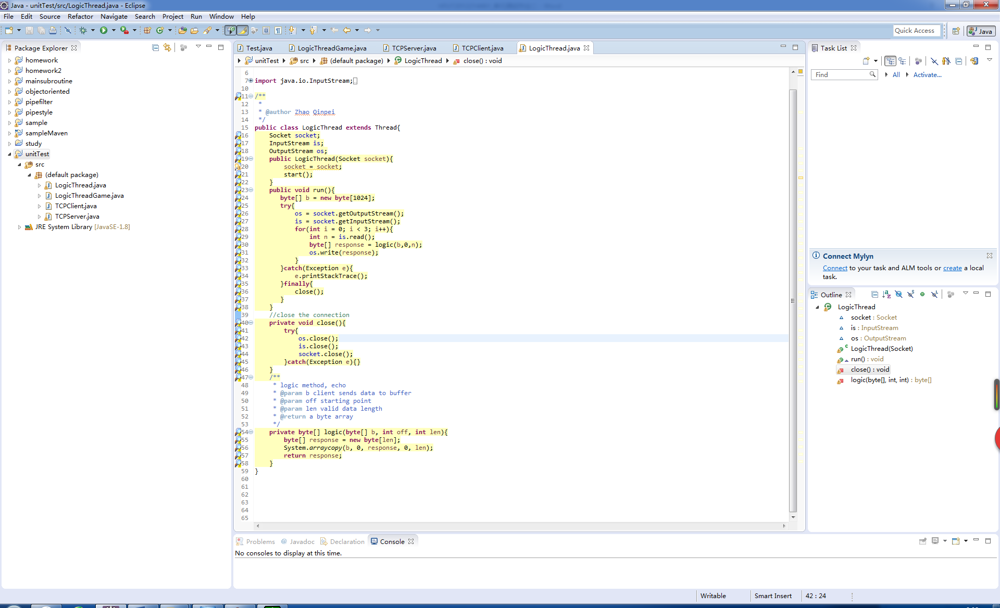 Java - unitTest/src/LogicThread.java - Eclipse
File Edit Source Refactor Navigate Search Project Run Window Help
Quick Access
Java
Package Explorer
homework
homework2
mainsubroutine
objectoriented
pipefilter
pipestyle
sample
sampleMaven
study
unitTest
src
(default package)
LogicThread.java
LogicThreadGame.java
TCPClient.java
TCPServer.java
JRE System Library [JavaSE-1.8]
Test.java LogicThreadGame.java TCPServer.java TCPClient.java LogicThread.java
unitTest src (default package) LogicThread close() : void
6
7 import java.io.InputStream;
10
11 /**
12 *
13 * @author Zhao Qinpei
14 */
15 public class LogicThread extends Thread{
16 Socket socket;
17 InputStream is;
18 OutputStream os;
19 public LogicThread(Socket socket){
20 socket = socket;
21 start();
22 }
23 public void run(){
24 byte[] b = new byte[1024];
25 try{
26 os = socket.getOutputStream();
27 is = socket.getInputStream();
28 for(int i = 0; i < 3; i++){
29 int n = is.read();
30 byte[] response = logic(b,0,n);
31 os.write(response);
32 }
33 }catch(Exception e){
34 e.printStackTrace();
35 }finally{
36 close();
37 }
38 }
39 //close the connection
40 private void close(){
41 try{
42 os.close();
43 is.close();
44 socket.close();
45 }catch(Exception e){}
46 }
47 /**
48 * logic method, echo
49 * @param b client sends data to buffer
50 * @param off starting point
51 * @param len valid data length
52 * @return a byte array
53 */
54 private byte[] logic(byte[] b, int off, int len){
55 byte[] response = new byte[len];
56 System.arraycopy(b, 0, response, 0, len);
57 return response;
58 }
59 }
60
61
62
63
64
65
Problems @ Javadoc Declaration Console
No consoles to display at this time.
Task List
Find All Activate...
Connect Mylyn
Connect to your task and ALM tools or create a local
task.
Outline
LogicThread
socket : Socket
is : InputStream
os : OutputStream
LogicThread(Socket)
run() : void
close() : void
logic(byte[], int, int) : byte[]
Writable Smart Insert 42 : 24